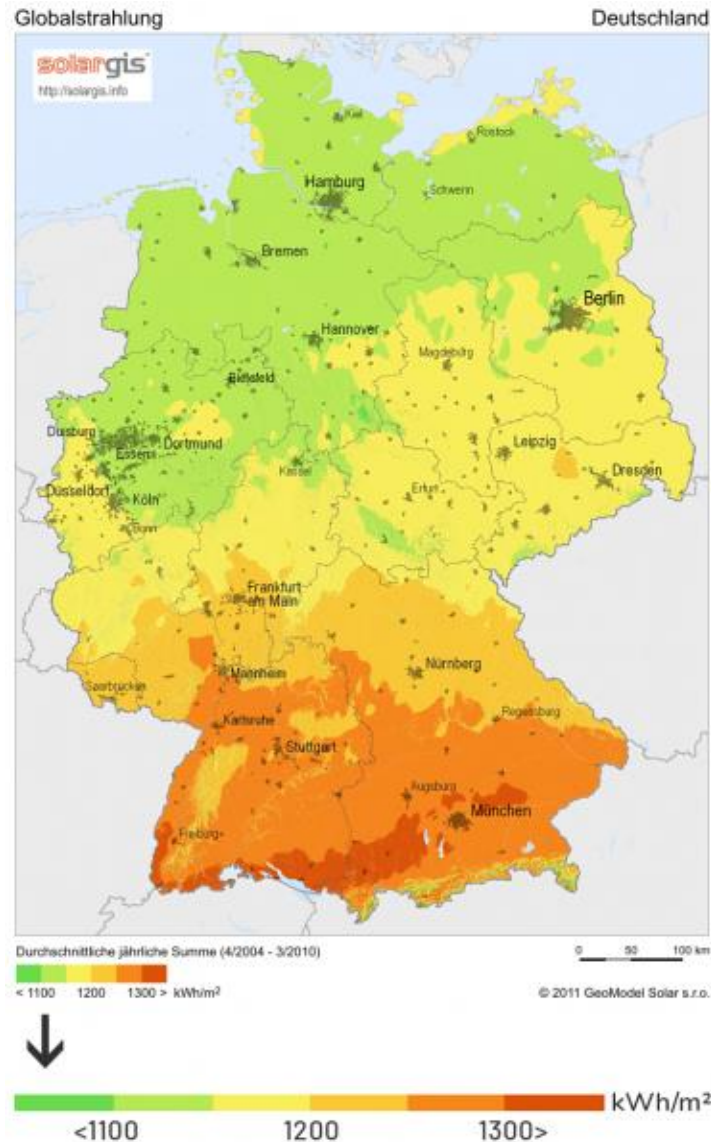 Globalstrahlung Deutschland
solargis
http://solargis.info
Kiel
Rostock
Hamburg
Schwerin
Bremen
Berlin
Hannover
Magdeburg
Bielefeld
Duisburg
Dortmund
Essen
Leipzig
Kassel
Dresden
Düsseldorf
Köln
Erfurt
Bonn
Frankfurt
am Main
Nürnberg
Mannheim
Saarbrücken
Regensburg
Karlsruhe
Stuttgart
Augsburg
München
Freiburg
Durchschnittliche jährliche Summe (4/2004 - 3/2010)
0 50 100 km
< 1100 1200 1300 > kWh/m²
© 2011 GeoModel Solar s.r.o.
kWh/m²
<1100 1200 1300>